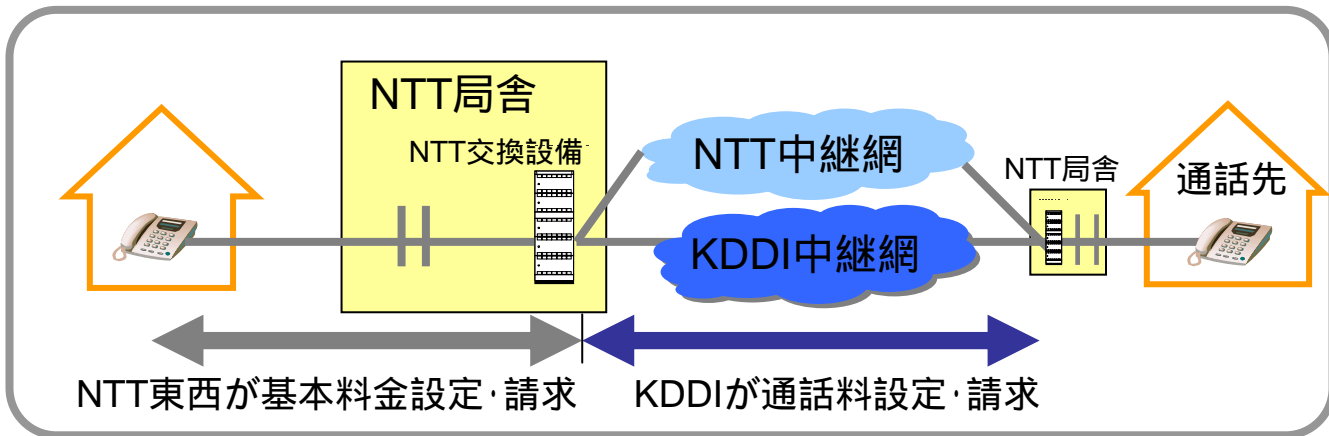 NTT局舎
NTT交換設備
NTT中継網
KDDI中継網
NTT局舎
通話先
NTT東西が基本料金設定･請求
KDDIが通話料設定･請求